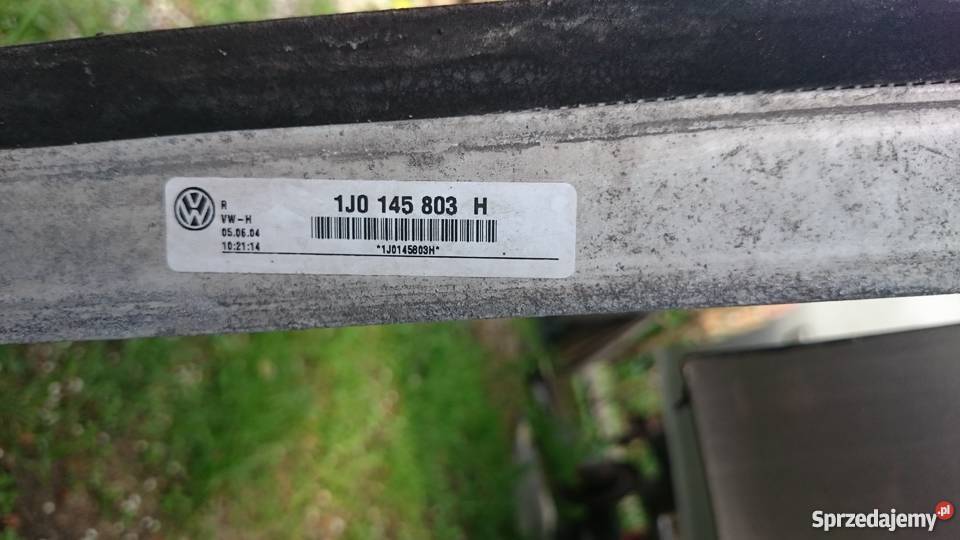 R
VW-H
05.06.04
10:21:14
1J0 145 803 H
*1J0145803H*
Sprzedajemy.pl